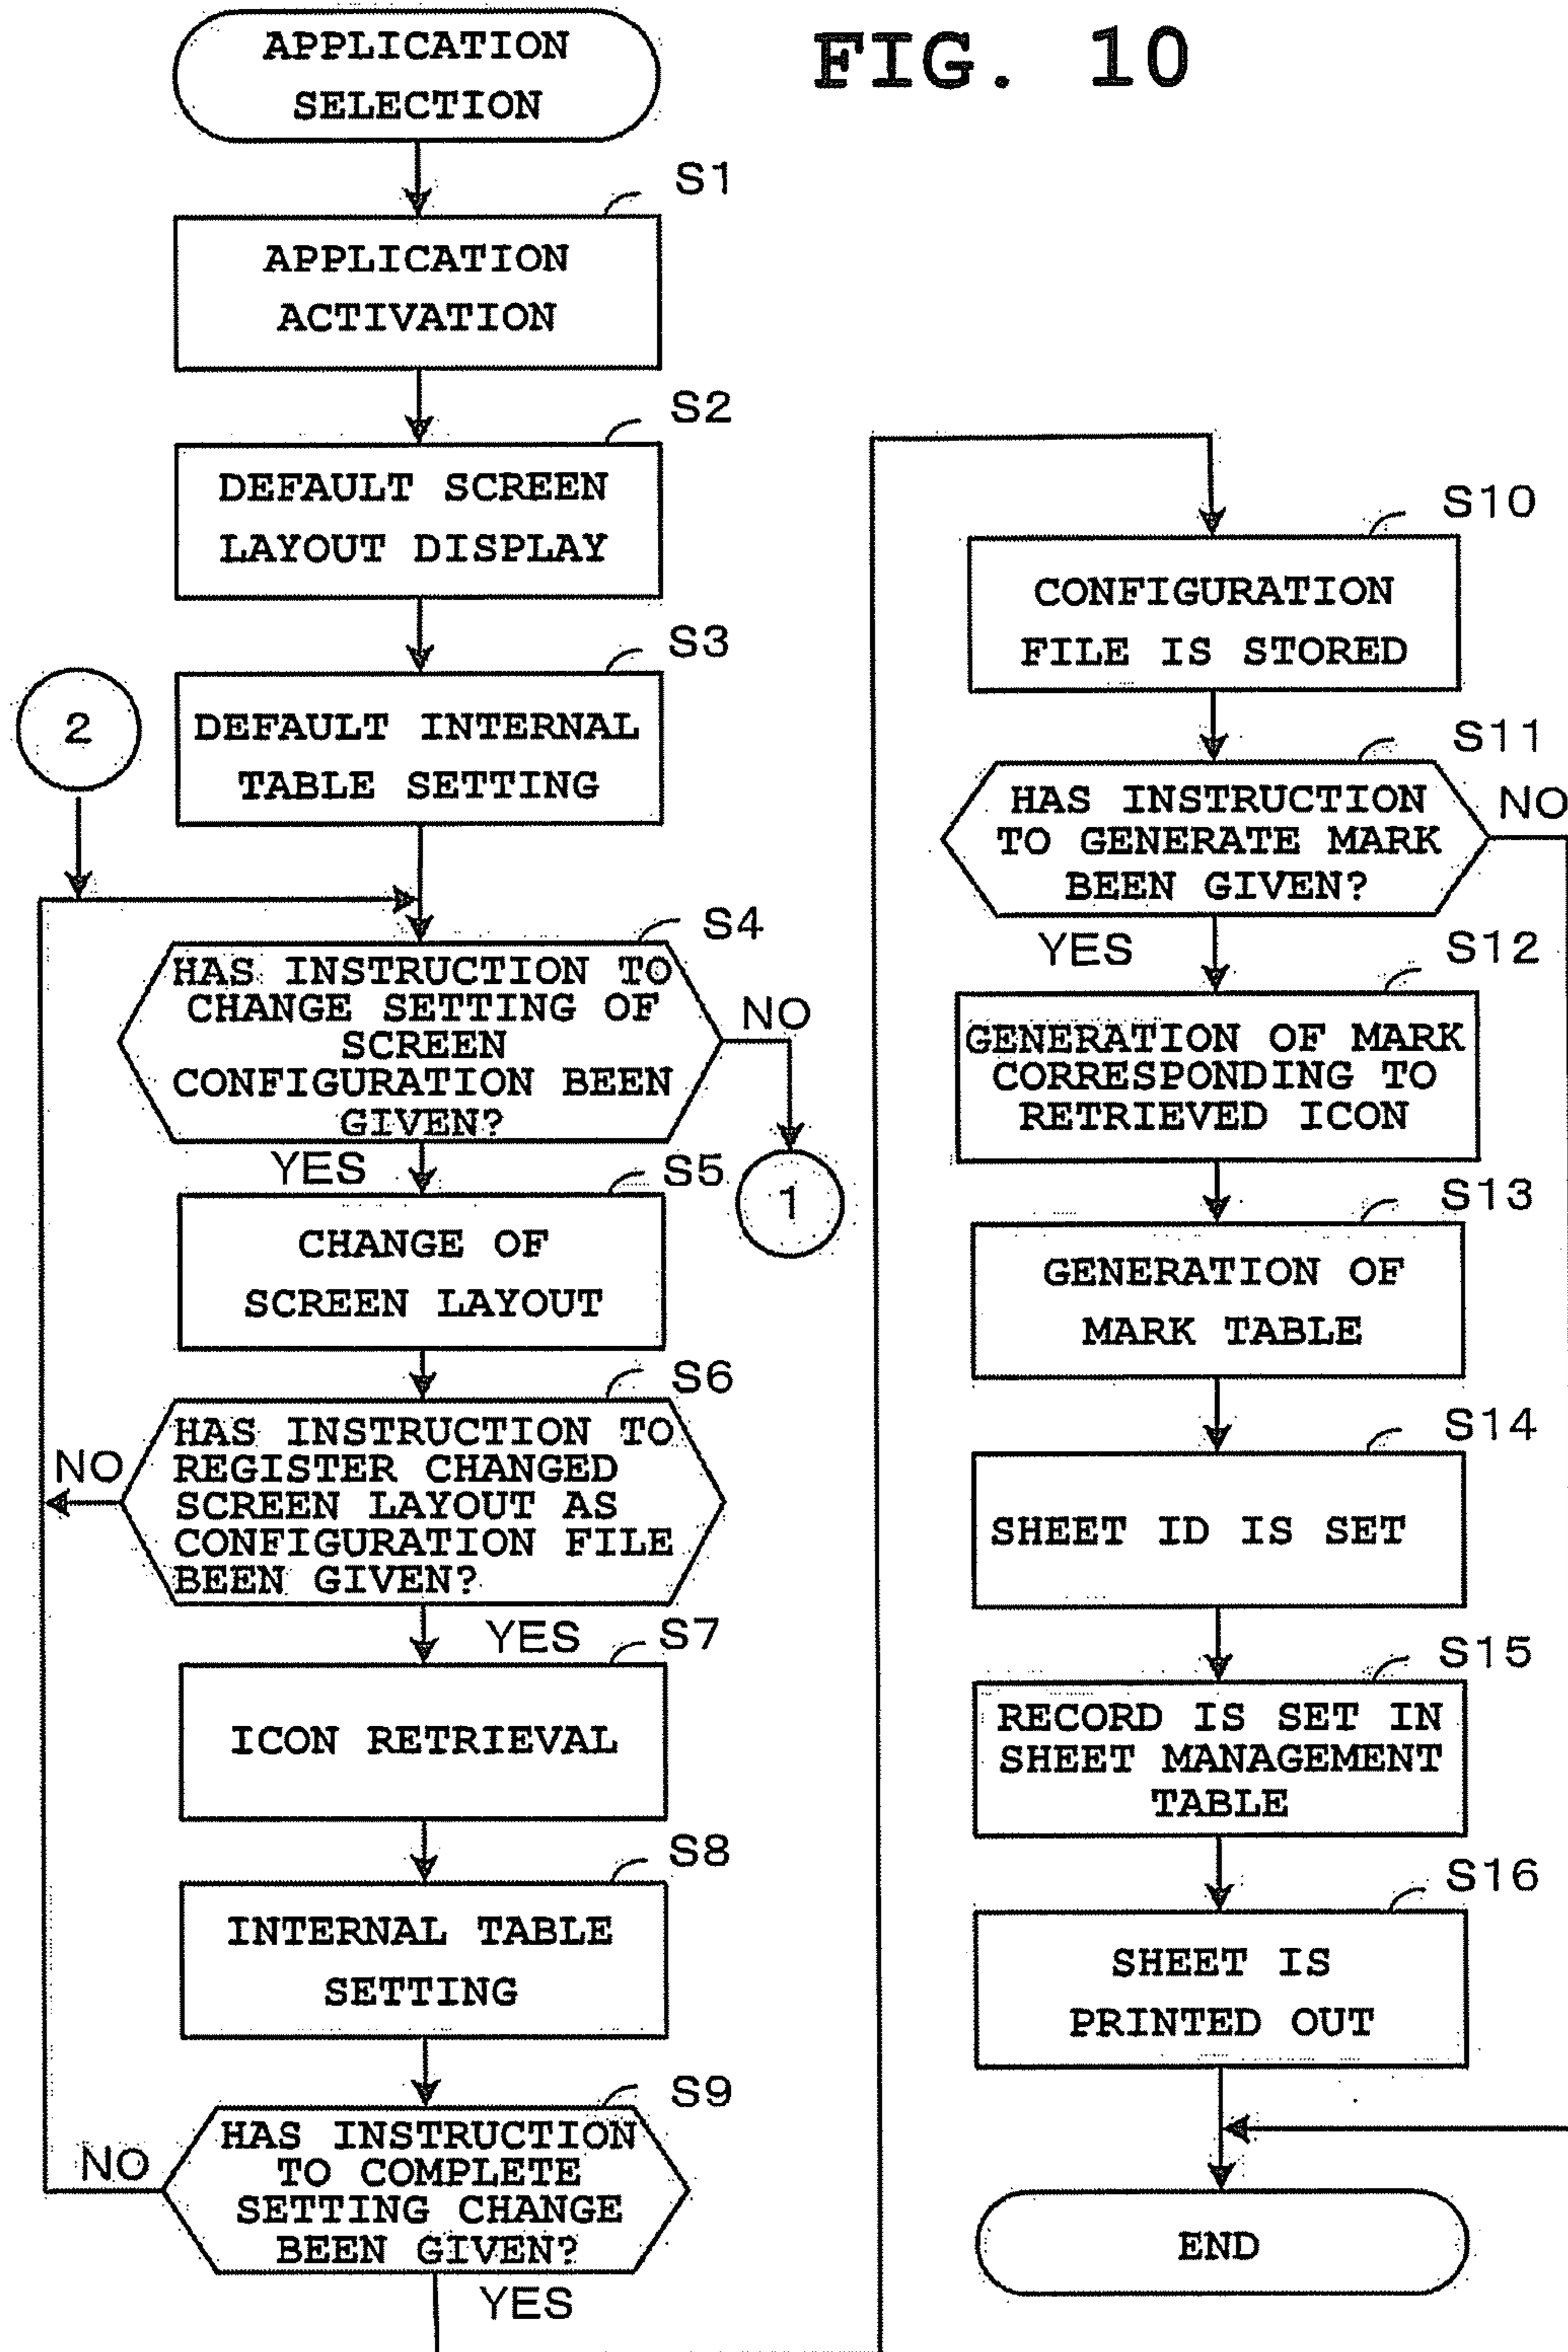 FIG. 10
APPLICATION
SELECTION
S1
APPLICATION
ACTIVATION
S2
DEFAULT SCREEN
LAYOUT DISPLAY
S3
DEFAULT INTERNAL
TABLE SETTING
2
S4
HAS INSTRUCTION TO
CHANGE SETTING OF
SCREEN
CONFIGURATION BEEN
GIVEN?
NO
1
YES
S5
CHANGE OF
SCREEN LAYOUT
S6
HAS INSTRUCTION TO
REGISTER CHANGED
SCREEN LAYOUT AS
CONFIGURATION FILE
BEEN GIVEN?
NO
YES
S7
ICON RETRIEVAL
S8
INTERNAL TABLE
SETTING
S9
HAS INSTRUCTION
TO COMPLETE
SETTING CHANGE
BEEN GIVEN?
NO
YES
S10
CONFIGURATION
FILE IS STORED
S11
HAS INSTRUCTION
TO GENERATE MARK
BEEN GIVEN?
NO
YES
S12
GENERATION OF MARK
CORRESPONDING TO
RETRIEVED ICON
S13
GENERATION OF
MARK TABLE
S14
SHEET ID IS SET
S15
RECORD IS SET IN
SHEET MANAGEMENT
TABLE
S16
SHEET IS
PRINTED OUT
END